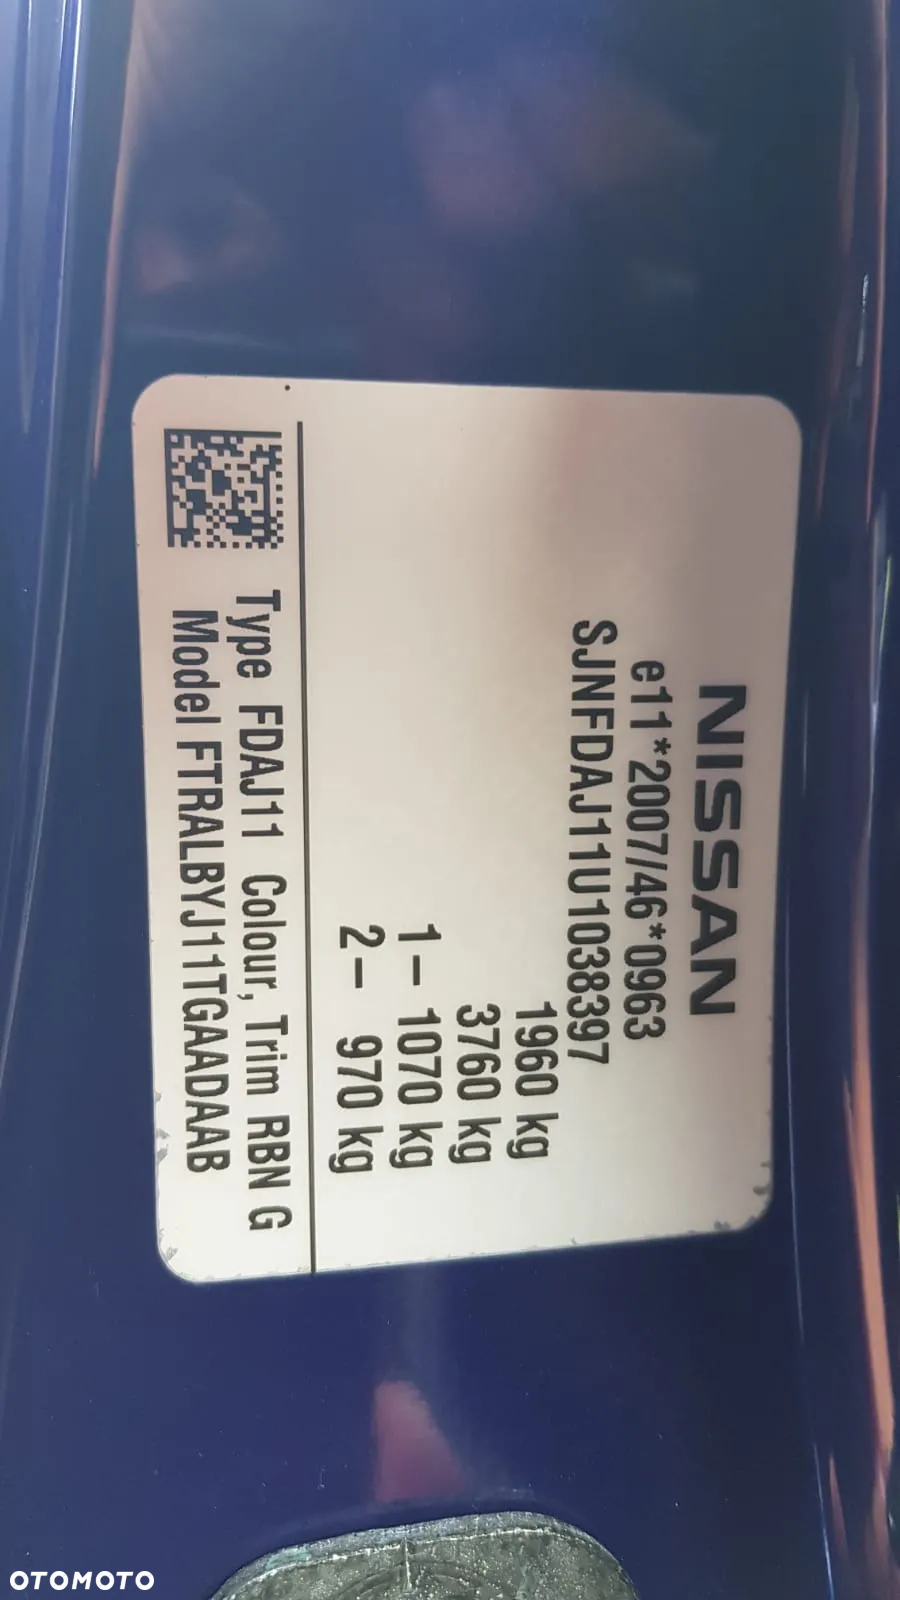 NISSAN
e11*2007/46*0963
SJNFDAJ11U1038397
1960 kg
3760 kg
1 – 1070 kg
2 – 970 kg
Type FDAJ11 Colour, Trim RBN G
Model FTRALBYJ11TGAADAAB
OTOMOTO